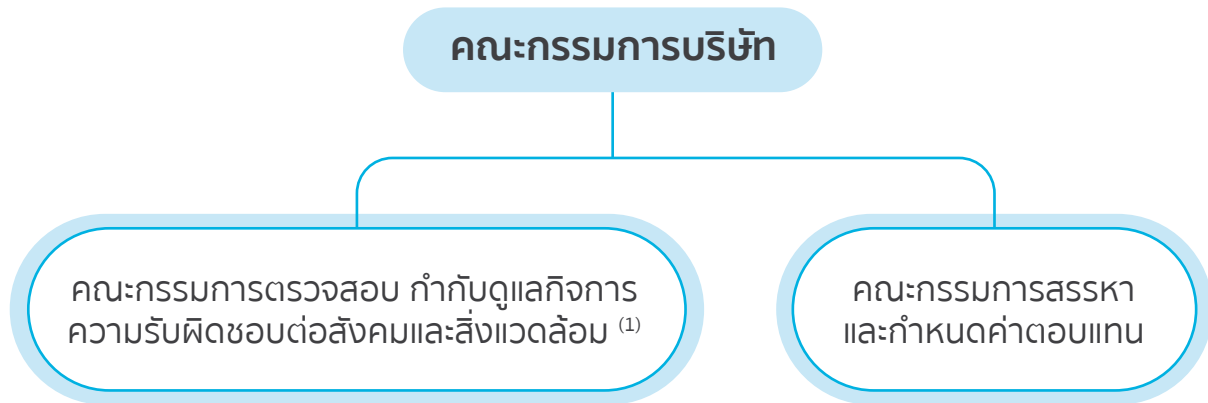 คณะกรรมการบริษัท
คณะกรรมการตรวจสอบ กำกับดูแลกิจการ
ความรับผิดชอบต่อสังคมและสิ่งแวดล้อม (1)
คณะกรรมการสรรหา
และกำหนดค่าตอบแทน